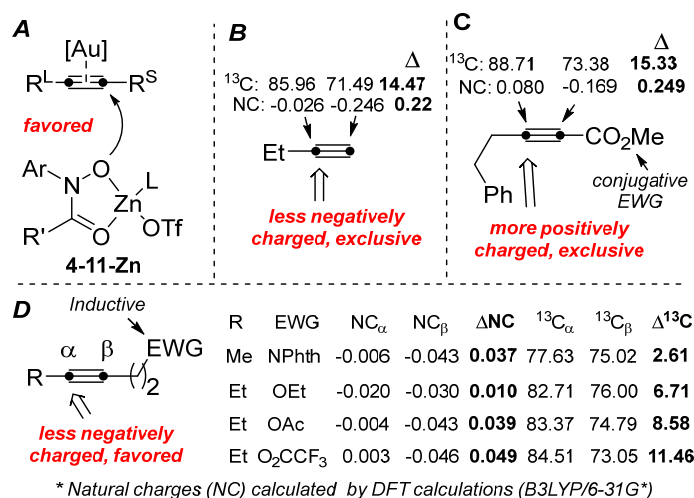 A
[Au]
R^L
R^S
favored
Ar
N
O
L
Zn
OTf
R'
O
4-11-Zn
B
Δ
¹³C: 85.96 71.49 14.47
NC: -0.026 -0.246 0.22
Et
less negatively
charged, exclusive
C
Δ
¹³C: 88.71 73.38 15.33
NC: 0.080 -0.169 0.249
CO₂Me
Ph
conjugative
EWG
more positively
charged, exclusive
D
Inductive
α β
EWG
R
( )₂
less negatively
charged, favored
R EWG NCα NCβ ΔNC ¹³Cα ¹³Cβ Δ¹³C
Me NPhth -0.006 -0.043 0.037 77.63 75.02 2.61
Et OEt -0.020 -0.030 0.010 82.71 76.00 6.71
Et OAc -0.004 -0.043 0.039 83.37 74.79 8.58
Et O₂CCF₃ 0.003 -0.046 0.049 84.51 73.05 11.46
* Natural charges (NC) calculated by DFT calculations (B3LYP/6-31G*)